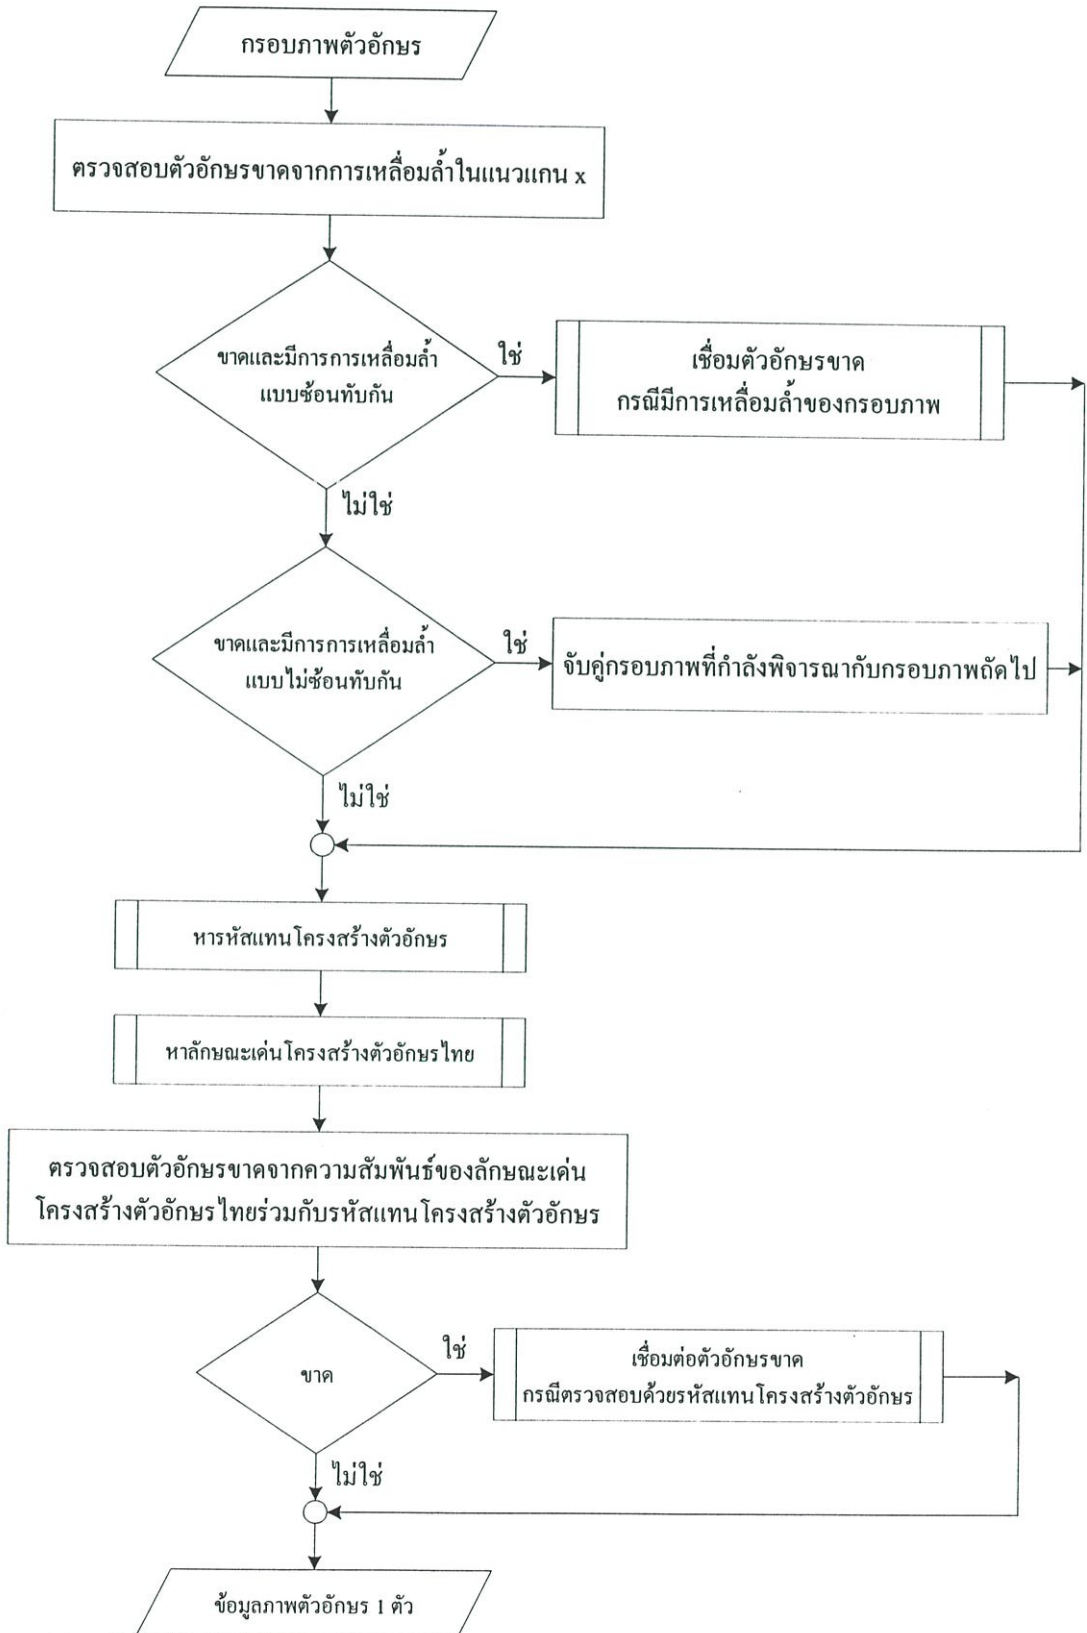 กรอบภาพตัวอักษร
ตรวจสอบตัวอักษรขาดจากการเหลื่อมล้ำในแนวแกน x
ขาดและมีการการเหลื่อมล้ำ
แบบซ้อนทับกัน
ใช่
เชื่อมตัวอักษรขาด
กรณีมีการเหลื่อมล้ำของกรอบภาพ
ไม่ใช่
ขาดและมีการการเหลื่อมล้ำ
แบบไม่ซ้อนทับกัน
ใช่
จับคู่กรอบภาพที่กำลังพิจารณากับกรอบภาพถัดไป
ไม่ใช่
หารหัสแทนโครงสร้างตัวอักษร
หาลักษณะเด่นโครงสร้างตัวอักษรไทย
ตรวจสอบตัวอักษรขาดจากความสัมพันธ์ของลักษณะเด่น
โครงสร้างตัวอักษรไทยร่วมกับรหัสแทนโครงสร้างตัวอักษร
ขาด
ใช่
เชื่อมต่อตัวอักษรขาด
กรณีตรวจสอบด้วยรหัสแทนโครงสร้างตัวอักษร
ไม่ใช่
ข้อมูลภาพตัวอักษร 1 ตัว